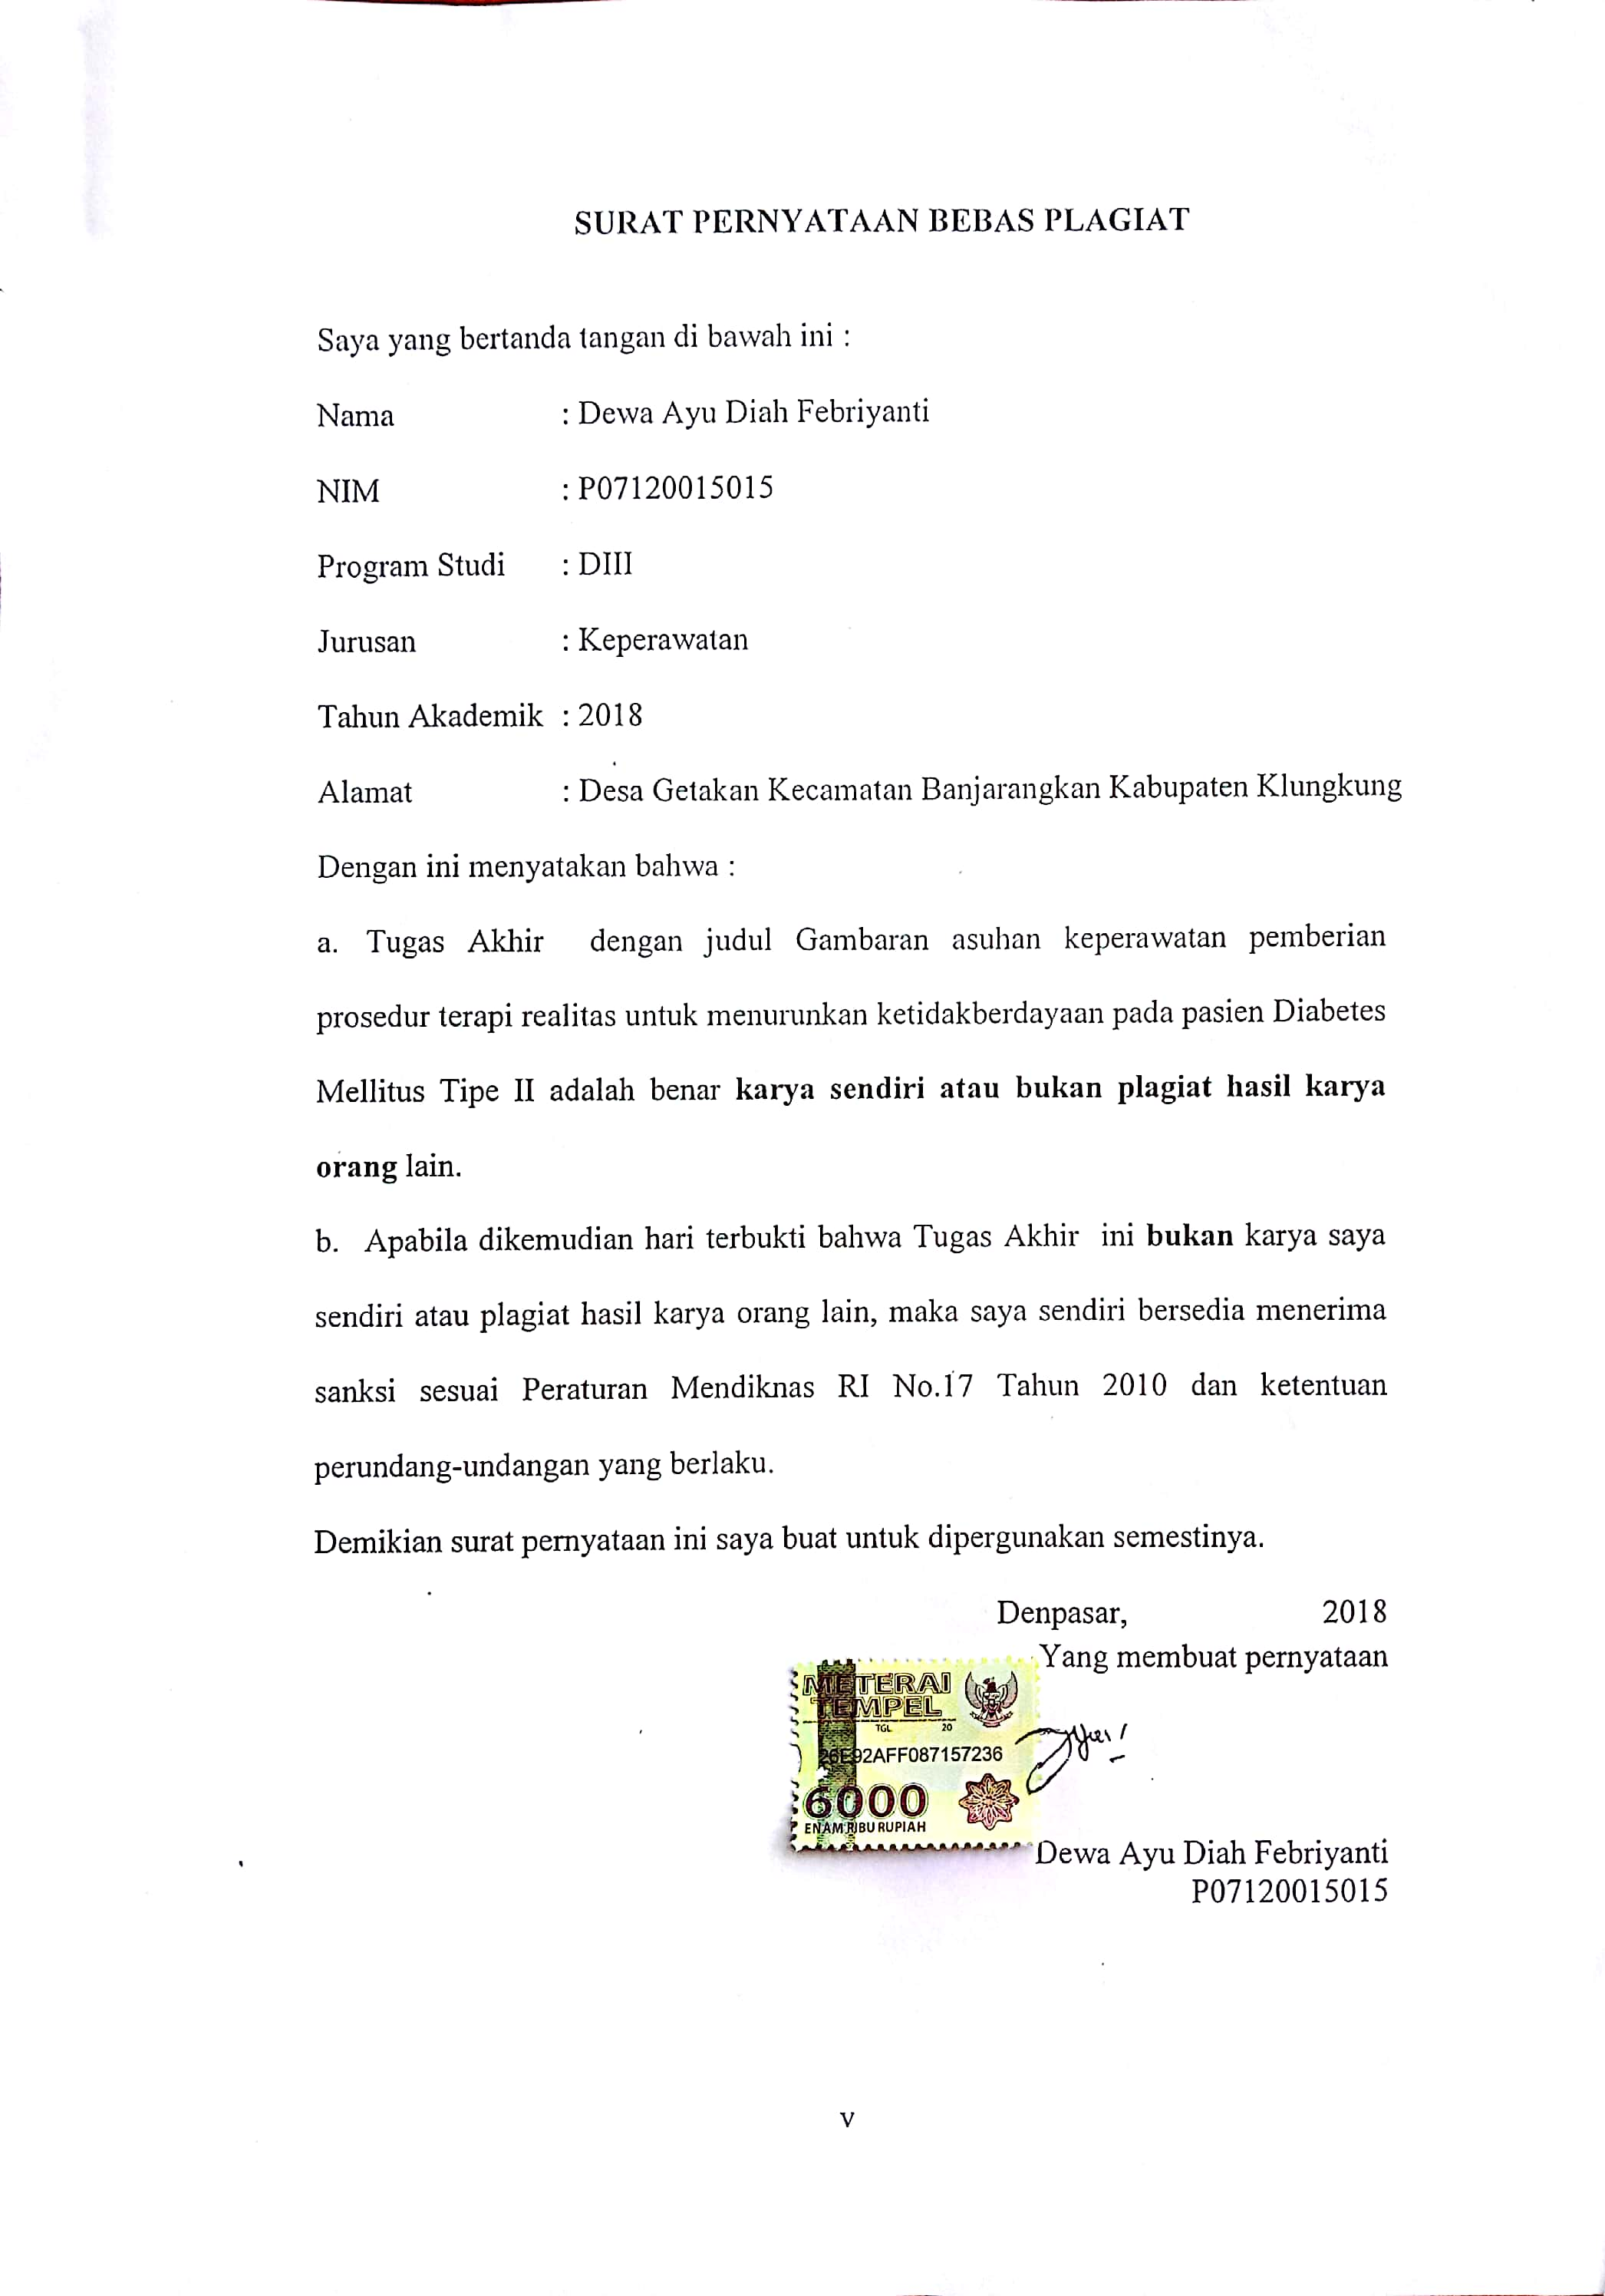 SURAT PERNYATAAN BEBAS PLAGIAT
Saya yang bertanda tangan di bawah ini :
Nama : Dewa Ayu Diah Febriyanti
NIM : P07120015015
Program Studi : DIII
Jurusan : Keperawatan
Tahun Akademik : 2018
Alamat : Desa Getakan Kecamatan Banjarangkan Kabupaten Klungkung
Dengan ini menyatakan bahwa :
a. Tugas Akhir dengan judul Gambaran asuhan keperawatan pemberian
prosedur terapi realitas untuk menurunkan ketidakberdayaan pada pasien Diabetes
Mellitus Tipe II adalah benar karya sendiri atau bukan plagiat hasil karya
orang lain.
b. Apabila dikemudian hari terbukti bahwa Tugas Akhir ini bukan karya saya
sendiri atau plagiat hasil karya orang lain, maka saya sendiri bersedia menerima
sanksi sesuai Peraturan Mendiknas RI No.17 Tahun 2010 dan ketentuan
perundang-undangan yang berlaku.
Demikian surat pernyataan ini saya buat untuk dipergunakan semestinya.
Denpasar, 2018
Yang membuat pernyataan
METERAI
TEMPEL
TGL 20
26E92AFF087157236
6000
ENAM RIBU RUPIAH
Dewa Ayu Diah Febriyanti
P07120015015
v